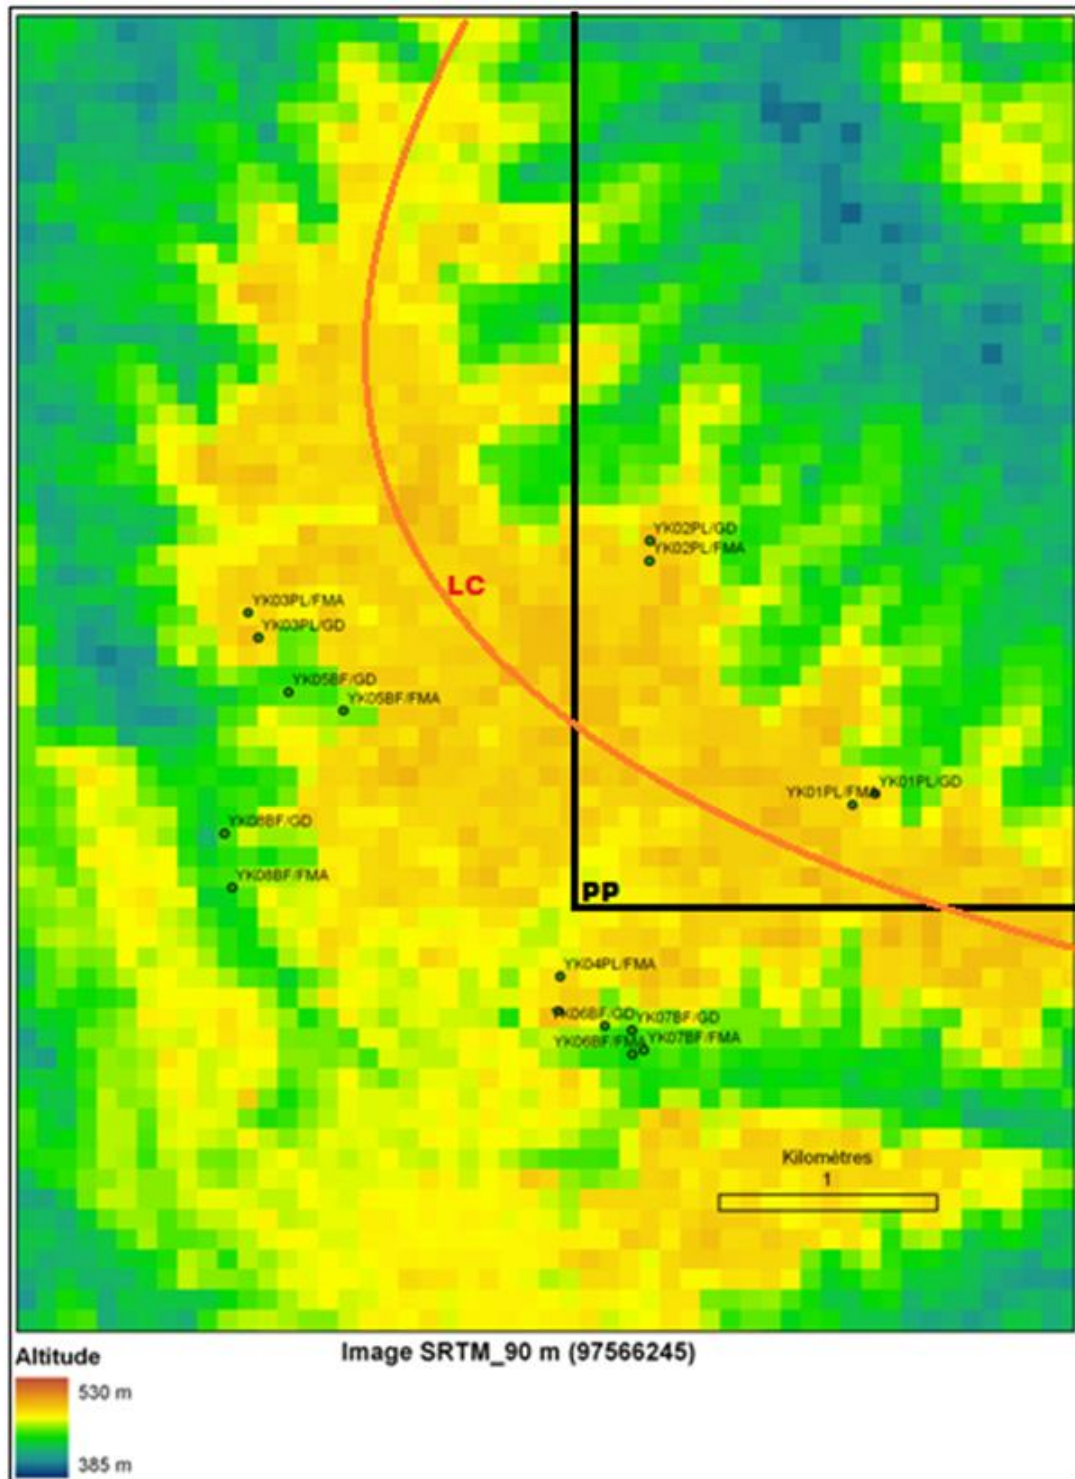 YK02PL/GD
YK02PL/FMA
LC
YK03PL/FMA
YK03PL/GD
YK05BF/GD
YK05BF/FMA
YK01PL/GD
YK01PL/FMA
YK08BF/GD
YK08BF/FMA
PP
YK04PL/FMA
YK06BF/GD
YK07BF/GD
YK06BF/FMA
YK07BF/FMA
Kilomètres
1
Altitude
Image SRTM_90 m (97566245)
530 m
385 m